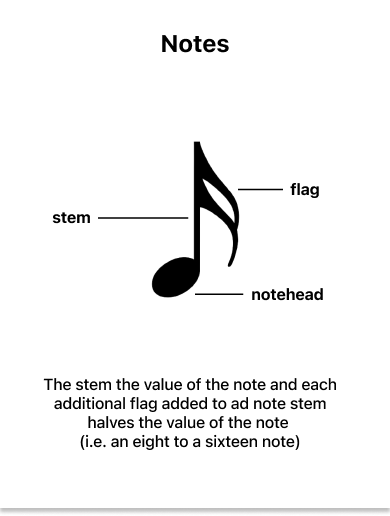 Notes
flag
stem
notehead
The stem the value of the note and each
additional flag added to ad note stem
halves the value of the note
(i.e. an eight to a sixteen note)